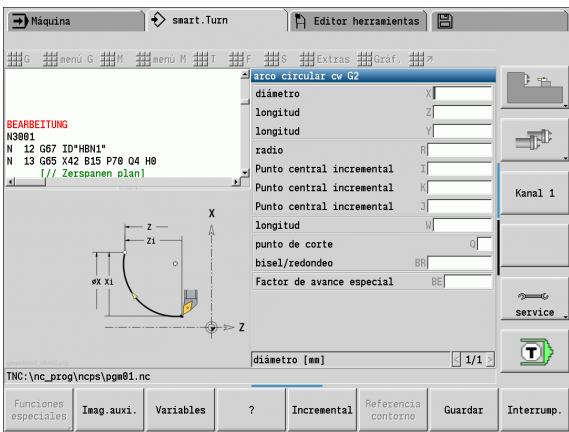 Máquina
smart.Turn
Editor herramientas
G menú G M menú M T F S Extras Gráf.
BEARBEITUNG
N3001
N 12 G67 ID"HBN1"
N 13 G65 X42 B15 P70 Q4 H0
[// Zerspanen plan]
arco circular cw G2
diámetro X
longitud Z
longitud Y
radio R
Punto central incremental I
Punto central incremental K
Punto central incremental J
longitud W
punto de corte Q
bisel/redondeo BR
Factor de avance especial BE
diámetro [mm]
< 1/1 >
X
Z
Zi
øX Xi
Z
TNC:\nc_prog\ncps\pgm01.nc
Kanal 1
service
T
Funciones especiales
Imag.auxi.
Variables
?
Incremental
Referencia contorno
Guardar
Interrump.